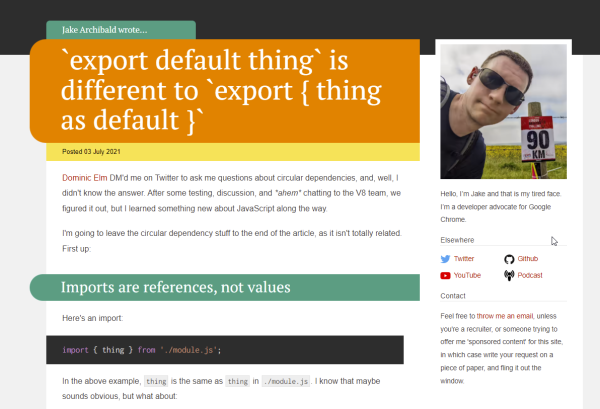 Jake Archibald wrote...
`export default thing` is
different to `export { thing
as default }`
Posted 03 July 2021
Dominic Elm DM'd me on Twitter to ask me questions about circular dependencies, and, well, I
didn't know the answer. After some testing, discussion, and *ahem* chatting to the V8 team, we
figured it out, but I learned something new about JavaScript along the way.
I'm going to leave the circular dependency stuff to the end of the article, as it isn't totally related.
First up:
Imports are references, not values
Here's an import:
import { thing } from './module.js';
In the above example, thing is the same as thing in ./module.js. I know that maybe
sounds obvious, but what about:
90
KM
Hello, I'm Jake and that is my tired face.
I'm a developer advocate for Google
Chrome.
Elsewhere
Twitter
Github
YouTube
Podcast
Contact
Feel free to throw me an email, unless
you're a recruiter, or someone trying to
offer me 'sponsored content' for this site,
in which case write your request on a
piece of paper, and fling it out the
window.